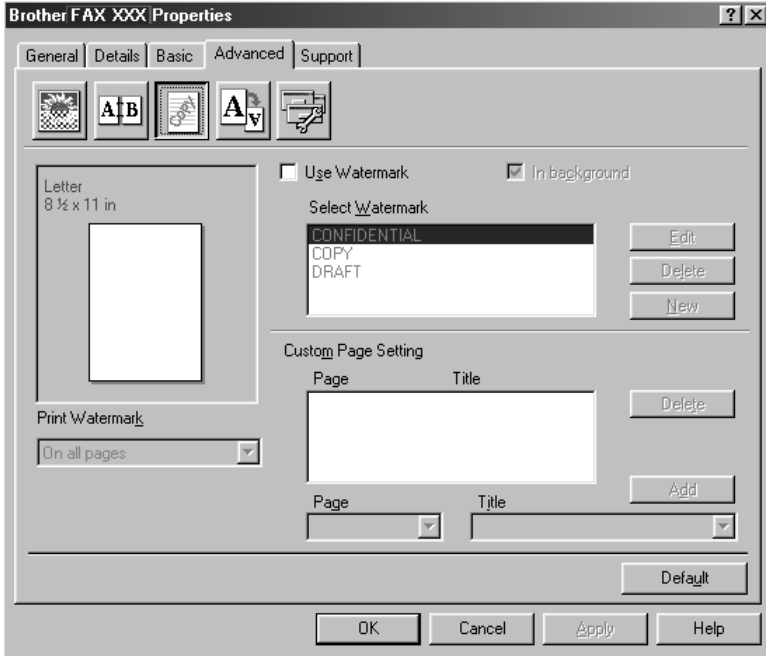 Brother FAX XXX Properties
General Details Basic Advanced Support
A B COPY A A
Letter
8 ½ x 11 in
Use Watermark In background
Select Watermark
CONFIDENTIAL
COPY
DRAFT
Edit
Delete
New
Custom Page Setting
Page Title
Delete
Print Watermark
On all pages
Add
Page Title
Default
OK Cancel Apply Help